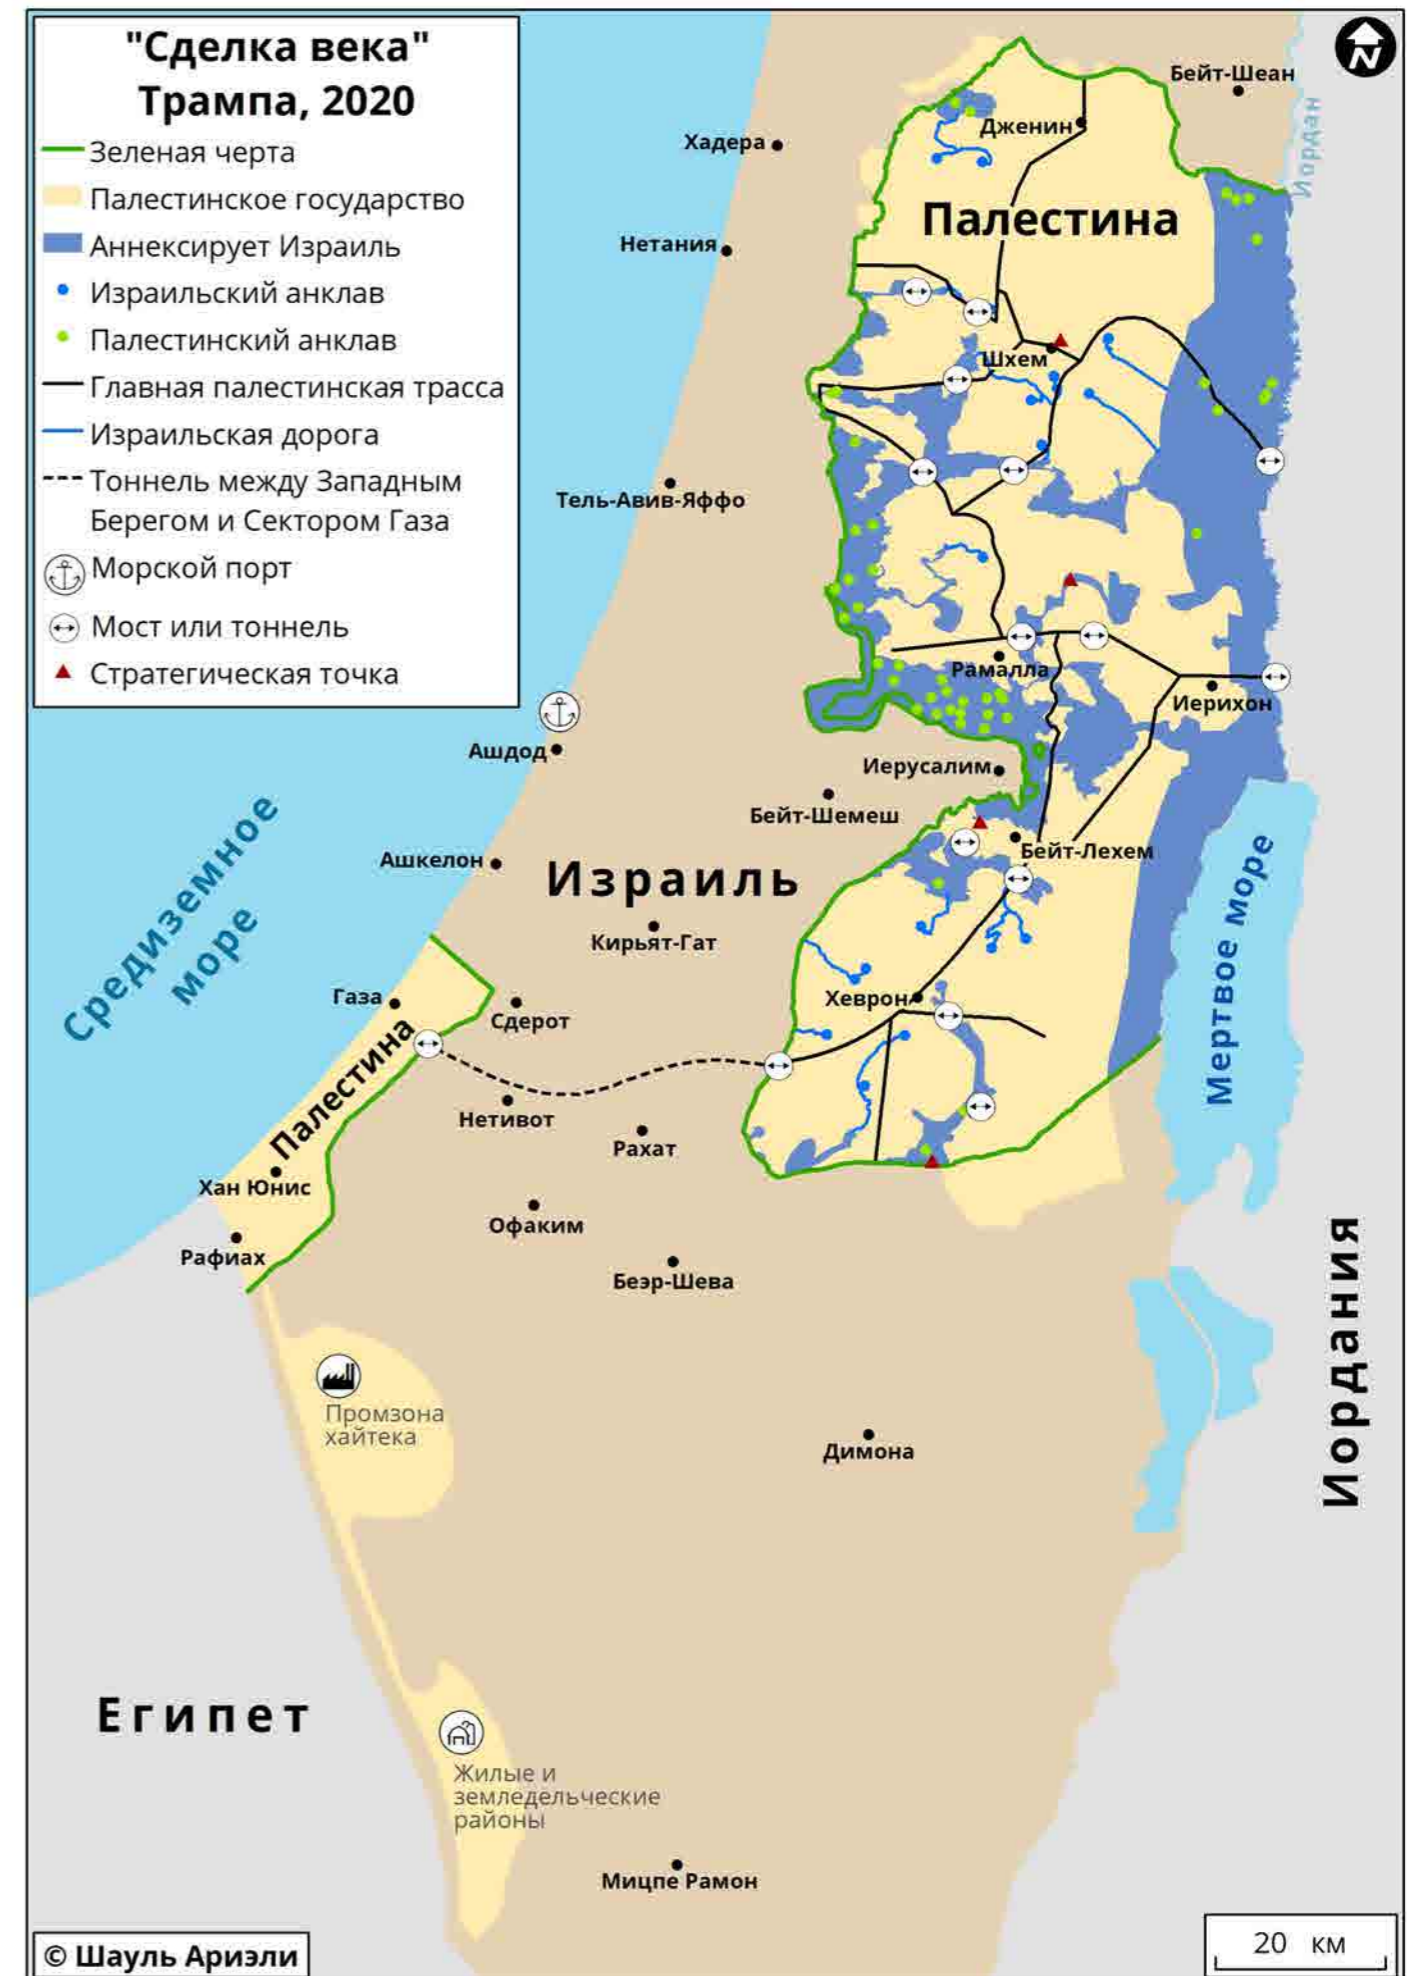 "Сделка века"
Трампа, 2020
Зеленая черта
Палестинское государство
Аннексирует Израиль
Израильский анклав
Палестинский анклав
Главная палестинская трасса
Израильская дорога
Тоннель между Западным
Берегом и Сектором Газа
Морской порт
Мост или тоннель
Стратегическая точка
N
Бейт-Шеан
Иордан
Дженин
Хадера
Палестина
Нетания
Шхем
Тель-Авив-Яффо
Рамалла
Иерихон
Ашдод
Иерусалим
Бейт-Шемеш
Бейт-Лехем
Ашкелон
Израиль
Средиземное
море
Мертвое море
Кирьят-Гат
Газа
Сдерот
Хеврон
Палестина
Нетивот
Рахат
Хан Юнис
Офаким
Рафиах
Беэр-Шева
Иордания
Промзона
хайтека
Димона
Египет
Жилые и
земледельческие
районы
Мицпе Рамон
© Шауль Ариэли
20 км